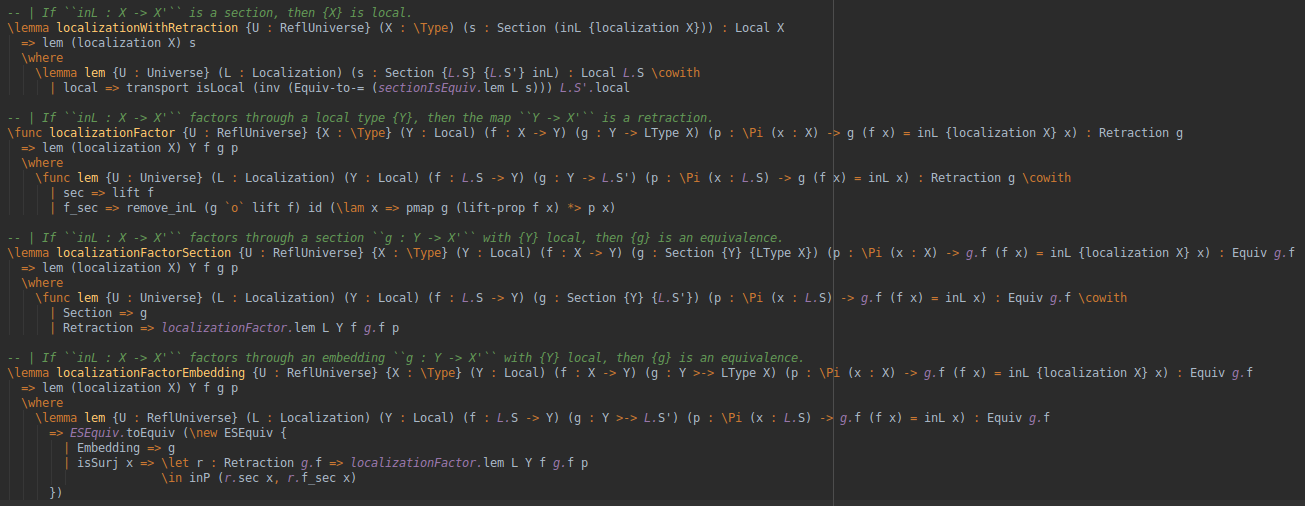 -- | If ``inL : X -> X'`` is a section, then {X} is local.
\lemma localizationWithRetraction {U : ReflUniverse} (X : \Type) (s : Section (inL {localization X})) : Local X
  => lem (localization X) s
  \where
    \lemma lem {U : Universe} (L : Localization) (s : Section {L.S} {L.S'} inL) : Local L.S \cowith
      | local => transport isLocal (inv (Equiv-to-= (sectionIsEquiv.lem L s))) L.S'.local

-- | If ``inL : X -> X'`` factors through a local type {Y}, then the map ``Y -> X'`` is a retraction.
\func localizationFactor {U : ReflUniverse} {X : \Type} (Y : Local) (f : X -> Y) (g : Y -> LType X) (p : \Pi (x : X) -> g (f x) = inL {localization X} x) : Retraction g
  => lem (localization X) Y f g p
  \where
    \func lem {U : Universe} (L : Localization) (Y : Local) (f : L.S -> Y) (g : Y -> L.S') (p : \Pi (x : L.S) -> g (f x) = inL x) : Retraction g \cowith
      | sec => lift f
      | f_sec => remove_inL (g `o` lift f) id (\lam x => pmap g (lift-prop f x) *> p x)

-- | If ``inL : X -> X'`` factors through a section ``g : Y -> X'`` with {Y} local, then {g} is an equivalence.
\lemma localizationFactorSection {U : ReflUniverse} {X : \Type} (Y : Local) (f : X -> Y) (g : Section {Y} {LType X}) (p : \Pi (x : X) -> g.f (f x) = inL {localization X} x) : Equiv g.f
  => lem (localization X) Y f g p
  \where
    \func lem {U : Universe} (L : Localization) (Y : Local) (f : L.S -> Y) (g : Section {Y} {L.S'}) (p : \Pi (x : L.S) -> g.f (f x) = inL x) : Equiv g.f \cowith
      | Section => g
      | Retraction => localizationFactor.lem L Y f g.f p

-- | If ``inL : X -> X'`` factors through an embedding ``g : Y -> X'`` with {Y} local, then {g} is an equivalence.
\lemma localizationFactorEmbedding {U : ReflUniverse} {X : \Type} (Y : Local) (f : X -> Y) (g : Y >-> LType X) (p : \Pi (x : X) -> g.f (f x) = inL {localization X} x) : Equiv g.f
  => lem (localization X) Y f g p
  \where
    \lemma lem {U : ReflUniverse} (L : Localization) (Y : Local) (f : L.S -> Y) (g : Y >-> L.S') (p : \Pi (x : L.S) -> g.f (f x) = inL x) : Equiv g.f
      => ESEquiv.toEquiv (\new ESEquiv {
        | Embedding => g
        | isSurj x => \let r : Retraction g.f => localizationFactor.lem L Y f g.f p
                      \in inP (r.sec x, r.f_sec x)
      })